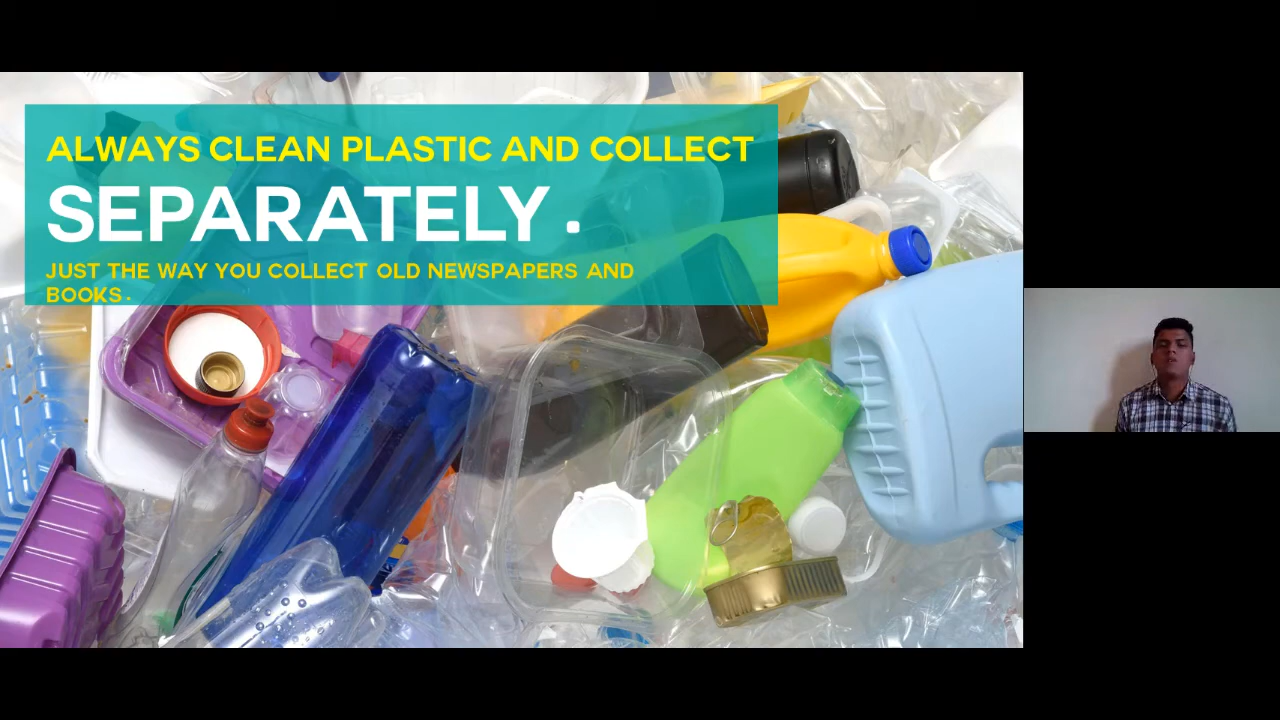 ALWAYS CLEAN PLASTIC AND COLLECT
SEPARATELY.
JUST THE WAY YOU COLLECT OLD NEWSPAPERS AND
BOOKS.